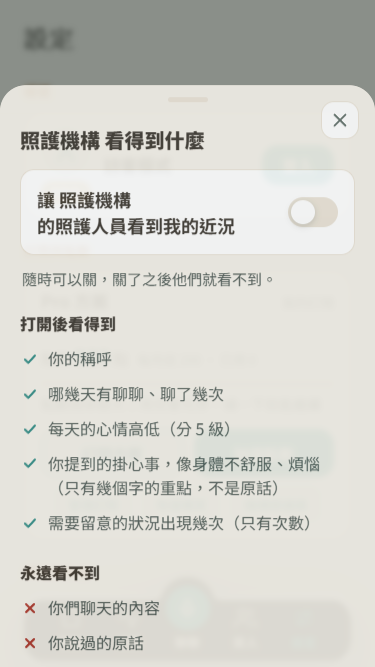 設定
照護機構 看得到什麼
讓 照護機構
的照護人員看到我的近況
隨時可以關，關了之後他們就看不到。
打開後看得到
你的稱呼
哪幾天有聊聊、聊了幾次
每天的心情高低（分 5 級）
你提到的掛心事，像身體不舒服、煩惱
（只有幾個字的重點，不是原話）
需要留意的狀況出現幾次（只有次數）
永遠看不到
你們聊天的內容
你說過的原話